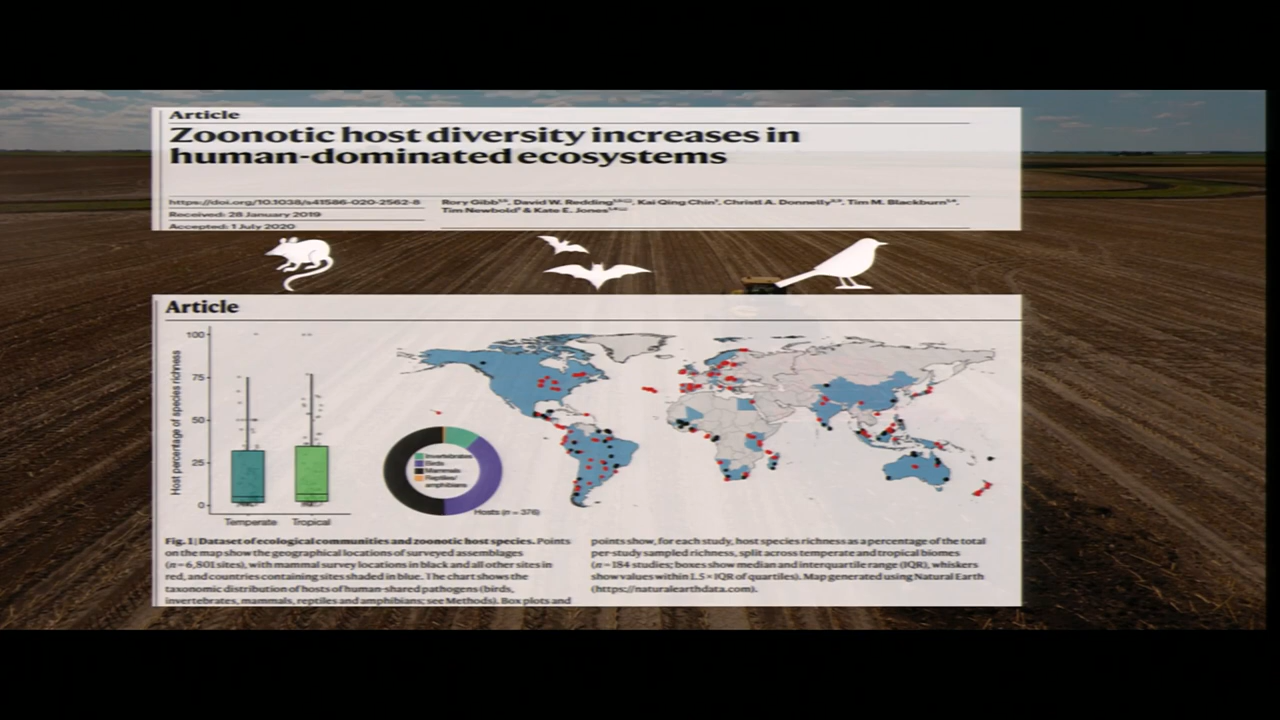 Article
Zoonotic host diversity increases in
human-dominated ecosystems
https://doi.org/10.1038/s41586-020-2562-8
Received: 28 January 2019
Accepted: 1 July 2020
Rory Gibb, David W. Redding, Kai Qing Chin, Christl A. Donnelly, Tim M. Blackburn,
Tim Newbold & Kate E. Jones
Article
Host percentage of species richness
100
75
50
25
0
Temperate
Tropical
Invertebrates
Birds
Mammals
Reptiles/
amphibians
Hosts (n = 376)
Fig. 1| Dataset of ecological communities and zoonotic host species. Points
on the map show the geographical locations of surveyed assemblages
(n = 6,801 sites), with mammal survey locations in black and all other sites in
red, and countries containing sites shaded in blue. The chart shows the
taxonomic distribution of hosts of human-shared pathogens (birds,
invertebrates, mammals, reptiles and amphibians; see Methods). Box plots and
points show, for each study, host species richness as a percentage of the total
per-study sampled richness, split across temperate and tropical biomes
(n = 184 studies; boxes show median and interquartile range (IQR), whiskers
show values within 1.5 × IQR of quartiles). Map generated using Natural Earth
(https://naturalearthdata.com).